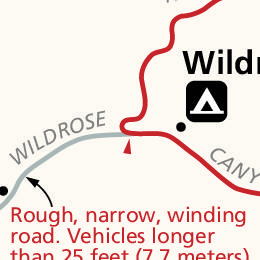 Wildr
WILDROSE
CANY
Rough, narrow, winding
road. Vehicles longer
than 25 feet (7.7 meters)